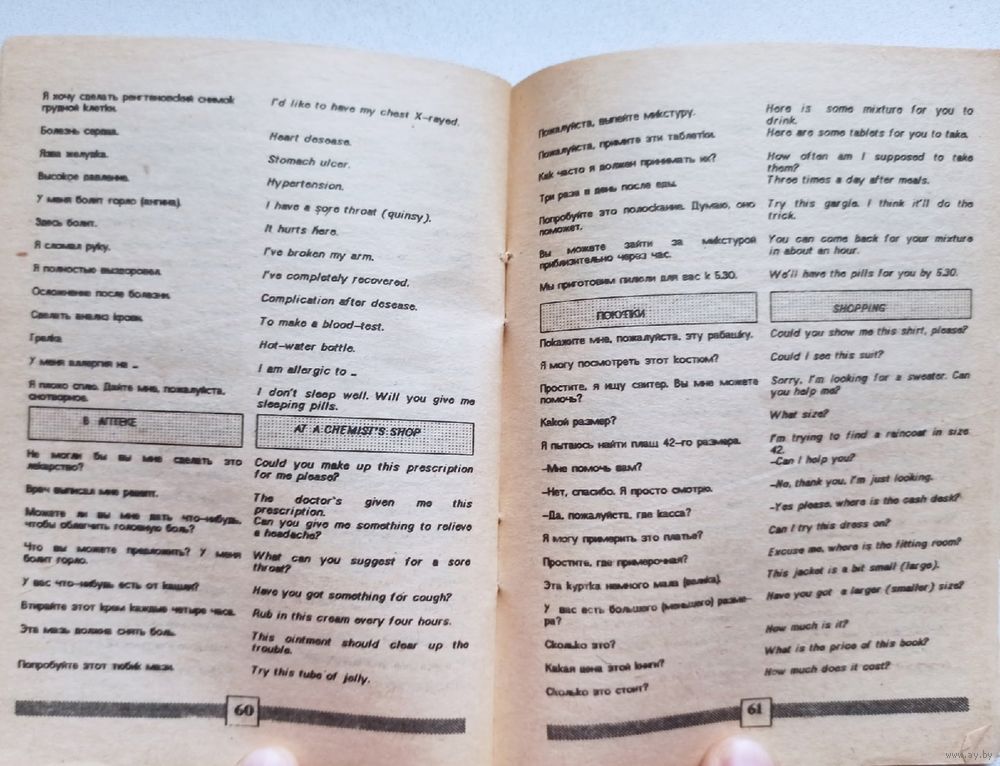 Я хочу сделать рентгеновский снимок
грудной клетки.
I'd like to have my chest X-rayed.
Болезнь сердца.
Heart desease.
Язва желудка.
Stomach ulcer.
Высокое давление.
Hypertension.
У меня болит горло (ангина).
I have a sore throat (quinsy).
Здесь болит.
It hurts here.
Я сломал руку.
I've broken my arm.
Я полностью выздоровел.
I've completely recovered.
Осложнение после болезни.
Complication after desease.
Сделать анализ крови.
To make a blood-test.
Грелка
Hot-water bottle.
У меня аллергия на ...
I am allergic to ...
Я плохо сплю. Дайте мне, пожалуйста,
снотворное.
I don't sleep well. Will you give me
sleeping pills.
В АПТЕКЕ
AT A CHEMIST'S SHOP
Не могли бы вы мне сделать это
лекарство?
Could you make up this prescription
for me please?
Врач выписал мне рецепт.
The doctor's given me this
prescription.
Можете ли вы мне дать что-нибудь,
чтобы облегчить головную боль?
Can you give me something to relieve
a headache?
Что вы можете предложить? У меня
болит горло.
What can you suggest for a sore
throat?
У вас что-нибудь есть от кашля?
Have you got something for cough?
Втирайте этот крем каждые четыре часа.
Rub in this cream every four hours.
Эта мазь должна снять боль.
This ointment should clear up the
trouble.
Попробуйте этот тюбик мази.
Try this tube of jelly.
60
Пожалуйста, выпейте микстуру.
Here is some mixture for you to
drink.
Пожалуйста, примите эти таблетки.
Here are some tablets for you to take.
Как часто я должен принимать их?
How often am I supposed to take
them?
Три раза в день после еды.
Three times a day after meals.
Попробуйте это полоскание. Думаю, оно
поможет.
Try this gargle. I think it'll do the
trick.
Вы можете зайти за микстурой
приблизительно через час.
You can come back for your mixture
in about an hour.
Мы приготовим пилюли для вас к 5.30.
We'll have the pills for you by 5.30.
ПОКУПКИ
SHOPPING
Покажите мне, пожалуйста, эту рабашку.
Could you show me this shirt, please?
Я могу посмотреть этот костюм?
Could I see this suit?
Простите, я ищу свитер. Вы мне можете
помочь?
Sorry, I'm looking for a sweater. Can
you help me?
Какой размер?
What size?
Я пытаюсь найти плащ 42-го размера.
I'm trying to find a raincoat in size
42.
-Мне помочь вам?
-Can I help you?
-Нет, спасибо. Я просто смотрю.
-No, thank you, I'm just looking.
-Да, пожалуйста, где касса?
-Yes please, where is the cash desk?
Я могу примерить это платье?
Can I try this dress on?
Простите, где примерочная?
Excuse me, where is the fitting room?
Эта куртка немного мала (велика).
This jacket is a bit small (large).
У вас есть большего (меньшего) разме-
ра?
Have you got a larger (smaller) size?
Сколько это?
How much is it?
Какая цена этой книги?
What is the price of this book?
Сколько это стоит?
How much does it cost?
61
www.ay.by